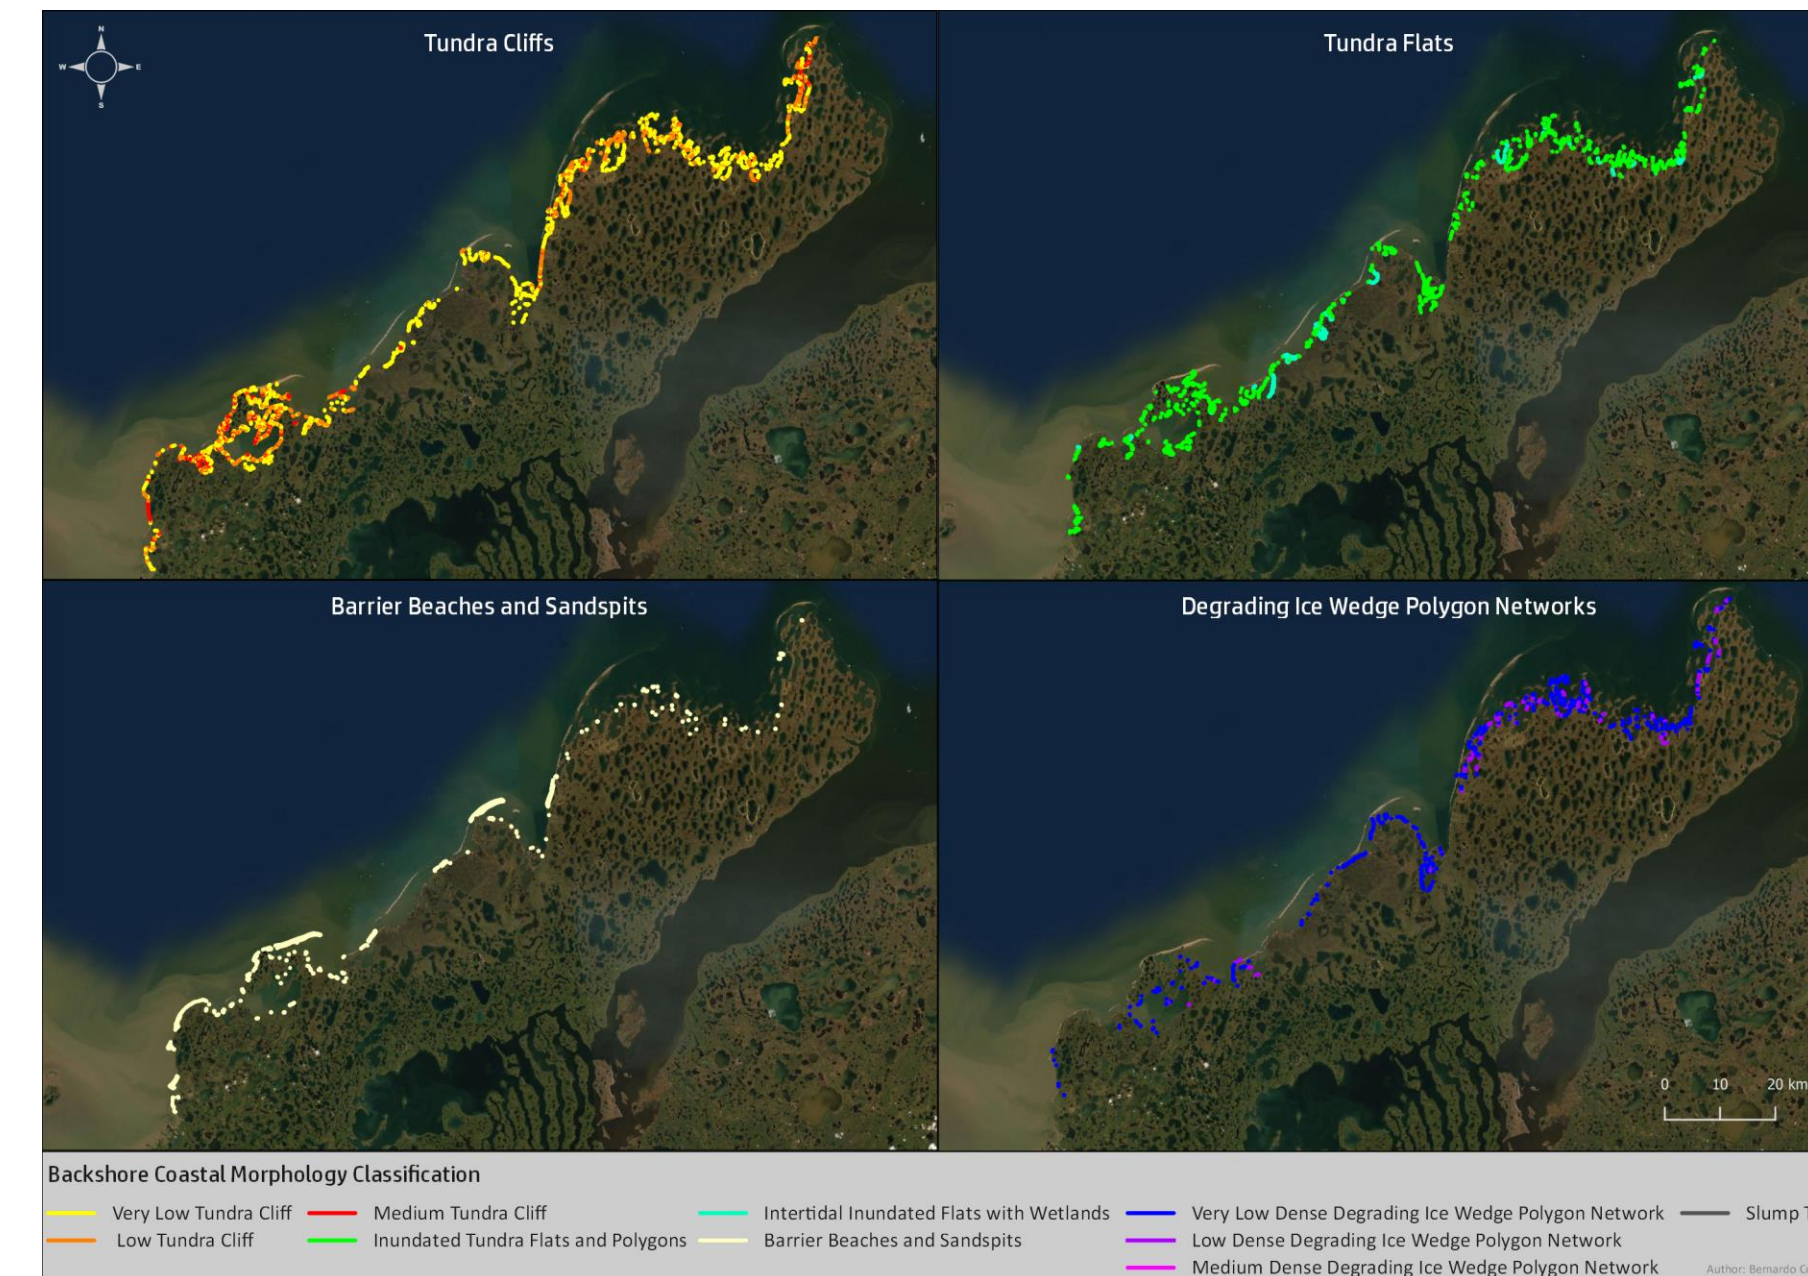 N
W E
S
Tundra Cliffs
Tundra Flats
Barrier Beaches and Sandspits
Degrading Ice Wedge Polygon Networks
0 10 20 km
Backshore Coastal Morphology Classification
Very Low Tundra Cliff
Low Tundra Cliff
Medium Tundra Cliff
Inundated Tundra Flats and Polygons
Intertidal Inundated Flats with Wetlands
Barrier Beaches and Sandspits
Very Low Dense Degrading Ice Wedge Polygon Network
Low Dense Degrading Ice Wedge Polygon Network
Medium Dense Degrading Ice Wedge Polygon Network
Slump
Author: Bernardo